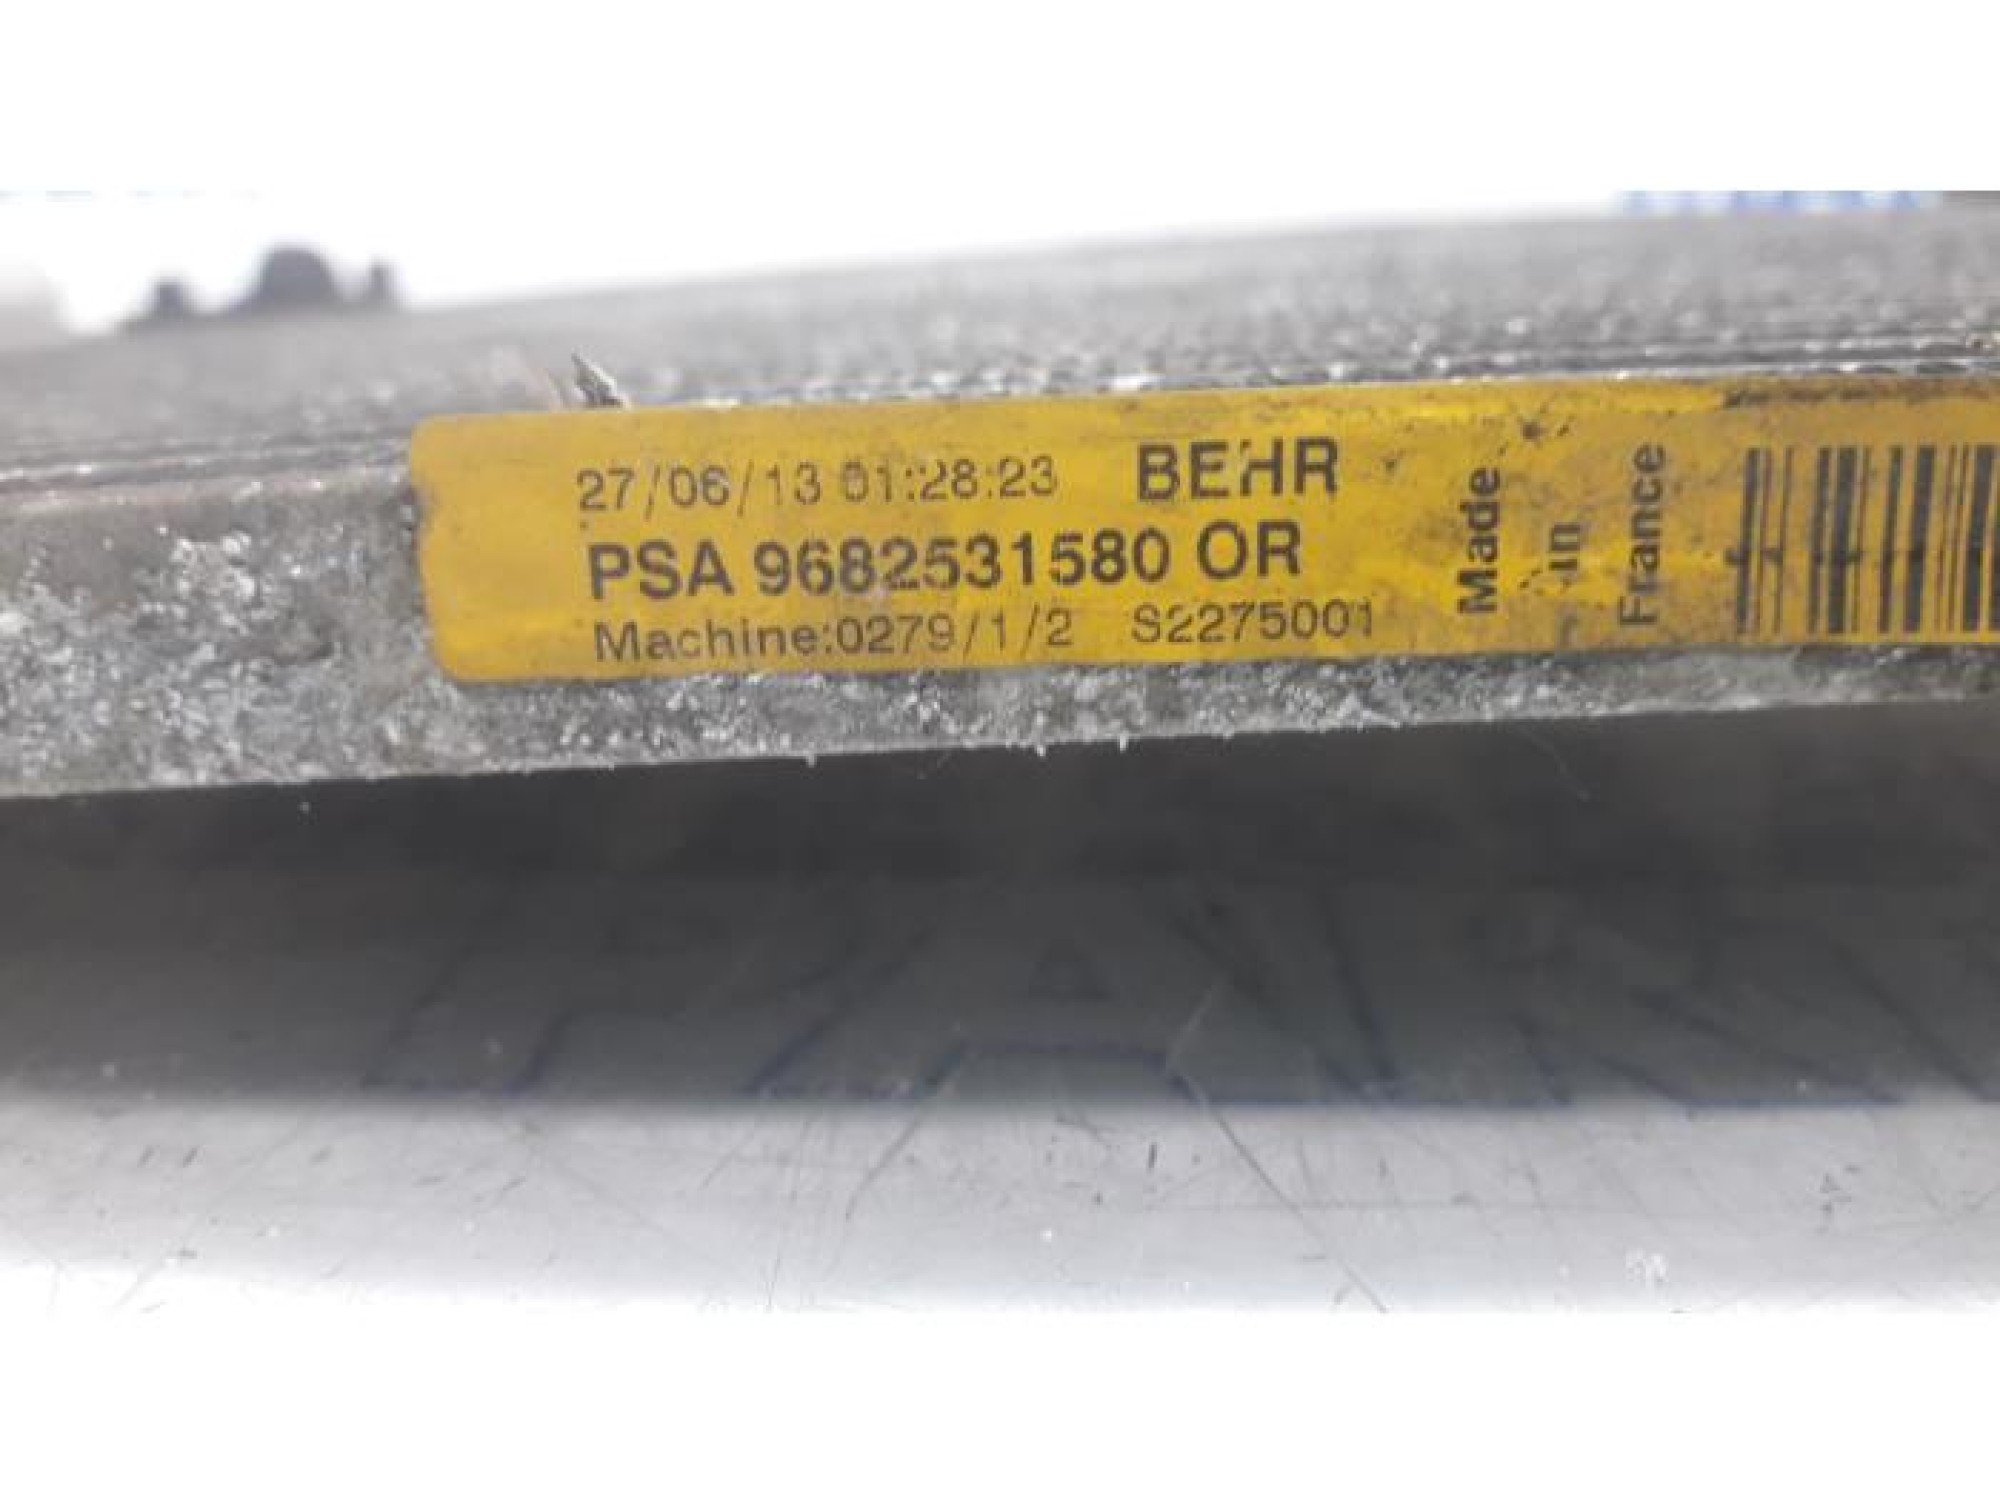 27/06/13 01:28:23 BEHR
PSA 9682531580 OR
Machine:0279/1/2 S2275001
Made
in
France